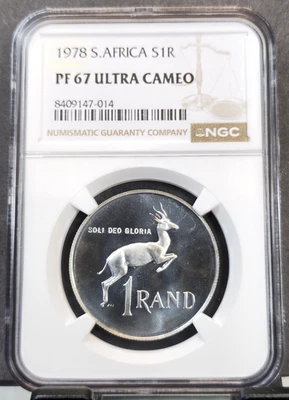 1978 S.AFRICA S1R
PF 67 ULTRA CAMEO
8409147-014
NUMISMATIC GUARANTY COMPANY NGC
SOLI DEO GLORIA
1 RAND